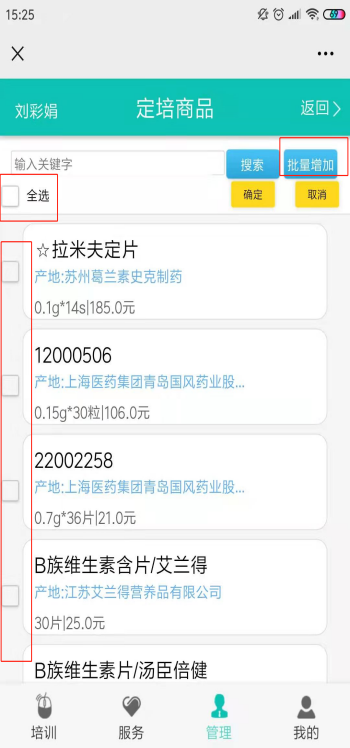 15:25
69
刘彩娟
定培商品
返回
输入关键字
搜索
批量增加
全选
确定
取消
☆拉米夫定片
产地:苏州葛兰素史克制药
0.1g*14s|185.0元
12000506
产地:上海医药集团青岛国风药业股...
0.15g*30粒|106.0元
22002258
产地:上海医药集团青岛国风药业股...
0.7g*36片|21.0元
B族维生素含片/艾兰得
产地:江苏艾兰得营养品有限公司
30片|25.0元
B族维生素片/汤臣倍健
培训
服务
管理
我的